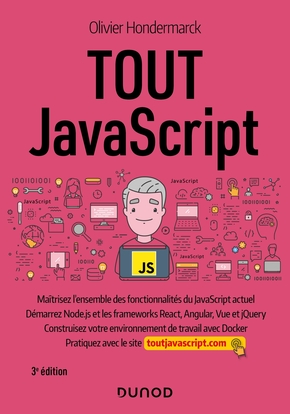 Olivier Hondermarck
TOUT
JavaScript
JavaScript
JavaScript
JavaScript
JS
Maîtrisez l'ensemble des fonctionnalités du JavaScript actuel
Démarrez Node.js et les frameworks React, Angular, Vue et jQuery
Construisez votre environnement de travail avec Docker
Pratiquez avec le site toutjavascript.com
3e édition
DUNOD